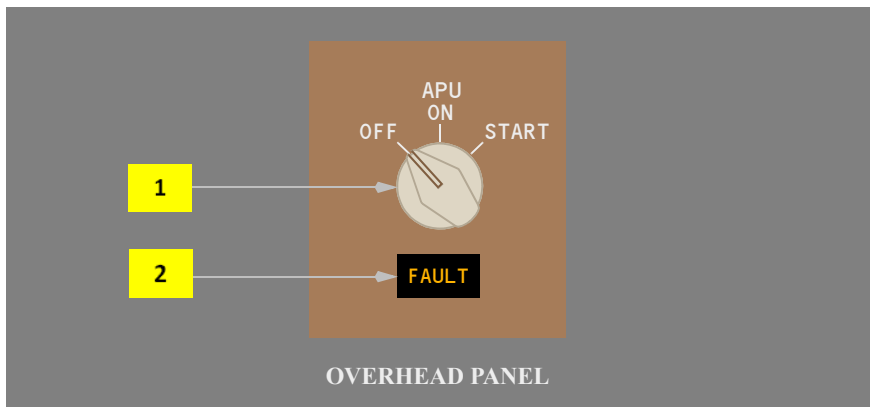 APU
ON
OFF
START
1
2
FAULT
OVERHEAD PANEL